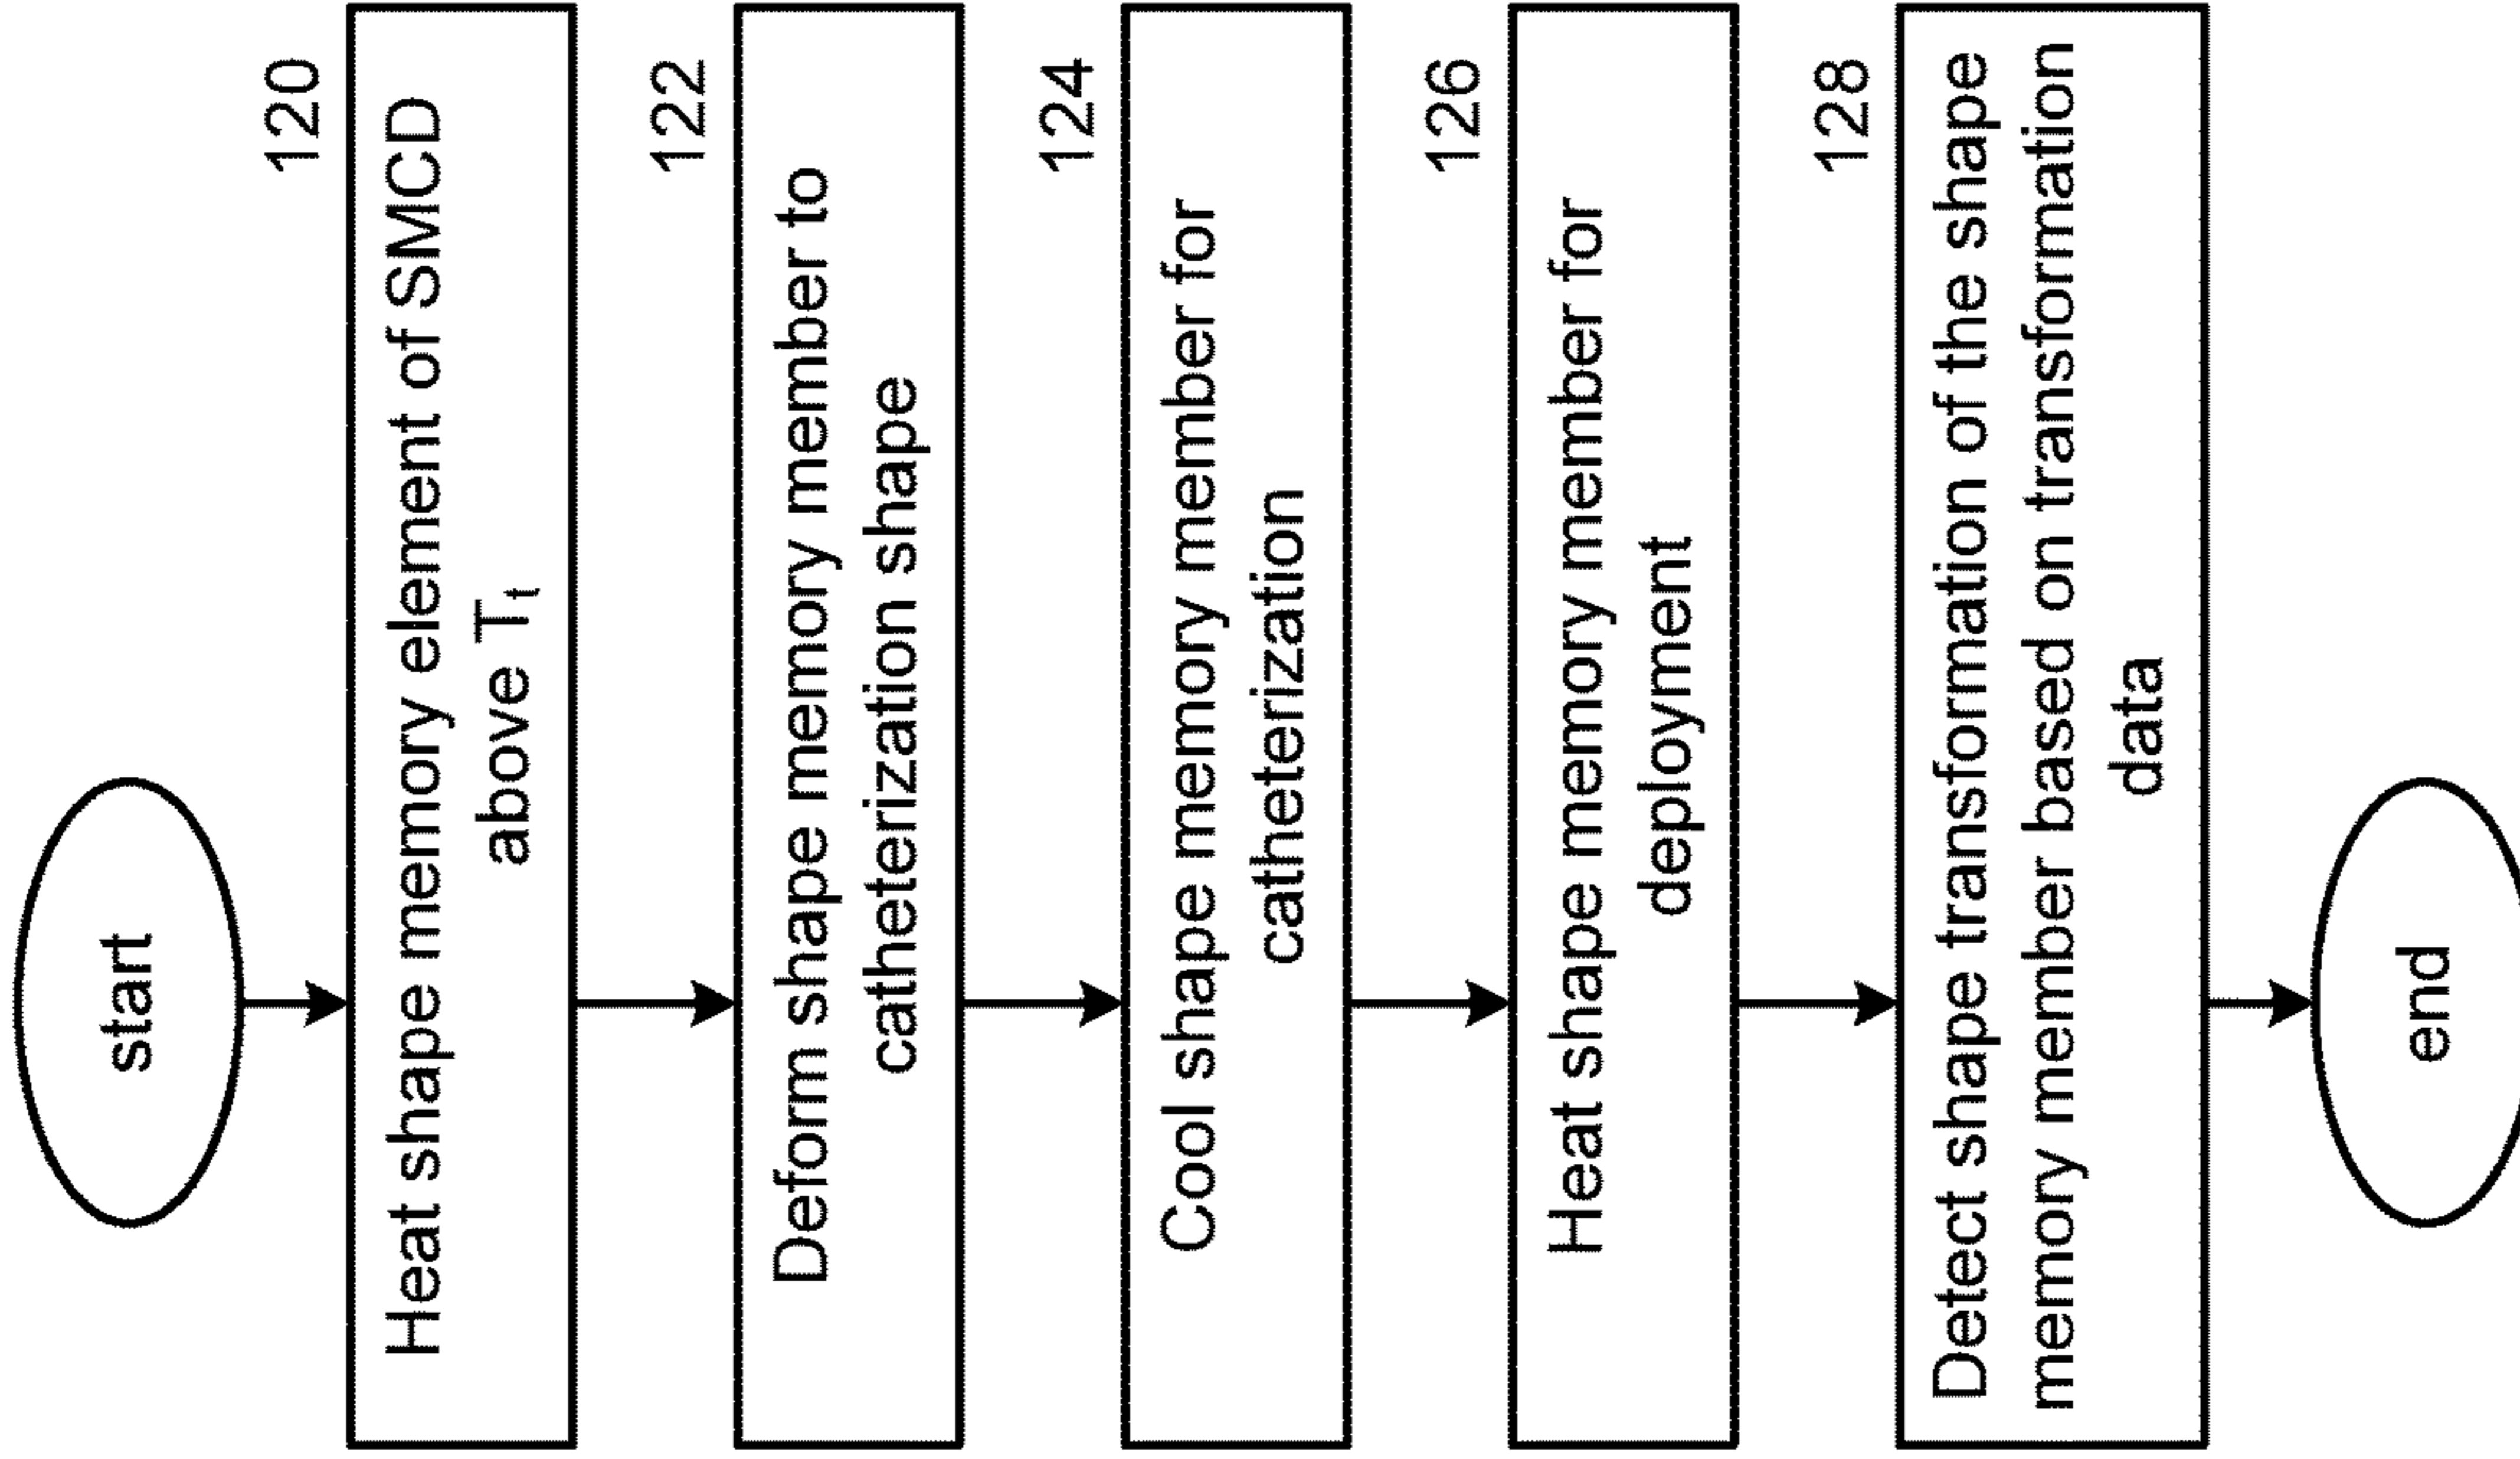 start
120
Heat shape memory element of SMCD
above Tt
122
Deform shape memory member to
catheterization shape
124
Cool shape memory member for
catheterization
126
Heat shape memory member for
deployment
128
Detect shape transformation of the shape
memory member based on transformation
data
end